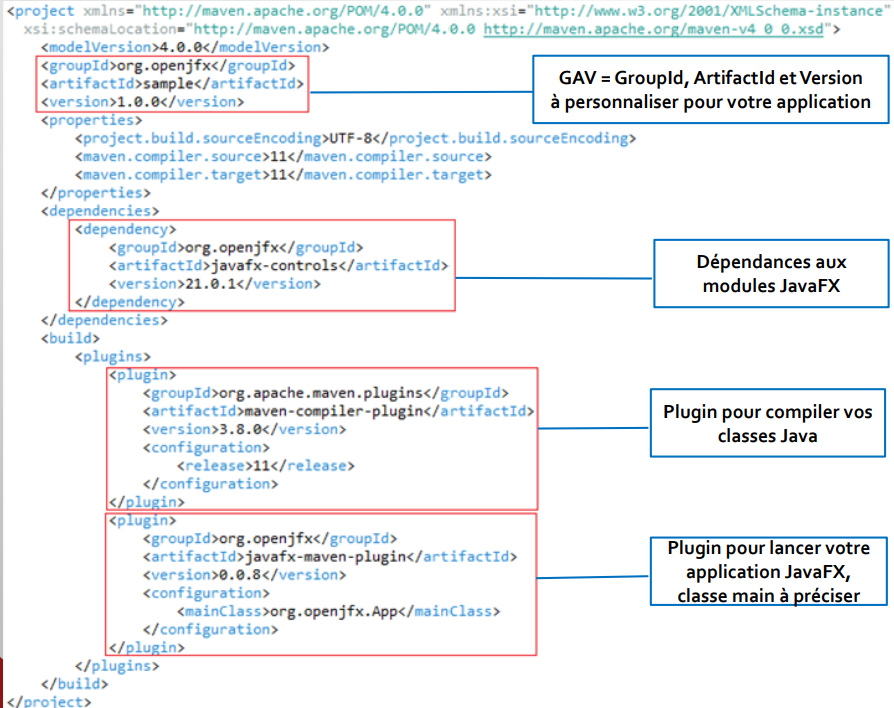 <project xmlns="http://maven.apache.org/POM/4.0.0" xmlns:xsi="http://www.w3.org/2001/XMLSchema-instance"
xsi:schemaLocation="http://maven.apache.org/POM/4.0.0 http://maven.apache.org/maven-v4_0_0.xsd">
<modelVersion>4.0.0</modelVersion>
<groupId>org.openjfx</groupId>
<artifactId>sample</artifactId>
<version>1.0.0</version>
GAV = GroupId, ArtifactId et Version
à personnaliser pour votre application
<properties>
<project.build.sourceEncoding>UTF-8</project.build.sourceEncoding>
<maven.compiler.source>11</maven.compiler.source>
<maven.compiler.target>11</maven.compiler.target>
</properties>
<dependencies>
<dependency>
<groupId>org.openjfx</groupId>
<artifactId>javafx-controls</artifactId>
<version>21.0.1</version>
</dependency>
Dépendances aux
modules JavaFX
</dependencies>
<build>
<plugins>
<plugin>
<groupId>org.apache.maven.plugins</groupId>
<artifactId>maven-compiler-plugin</artifactId>
<version>3.8.0</version>
<configuration>
<release>11</release>
</configuration>
</plugin>
Plugin pour compiler vos
classes Java
<plugin>
<groupId>org.openjfx</groupId>
<artifactId>javafx-maven-plugin</artifactId>
<version>0.0.8</version>
<configuration>
<mainClass>org.openjfx.App</mainClass>
</configuration>
</plugin>
Plugin pour lancer votre
application JavaFX,
classe main à préciser
</plugins>
</build>
</project>